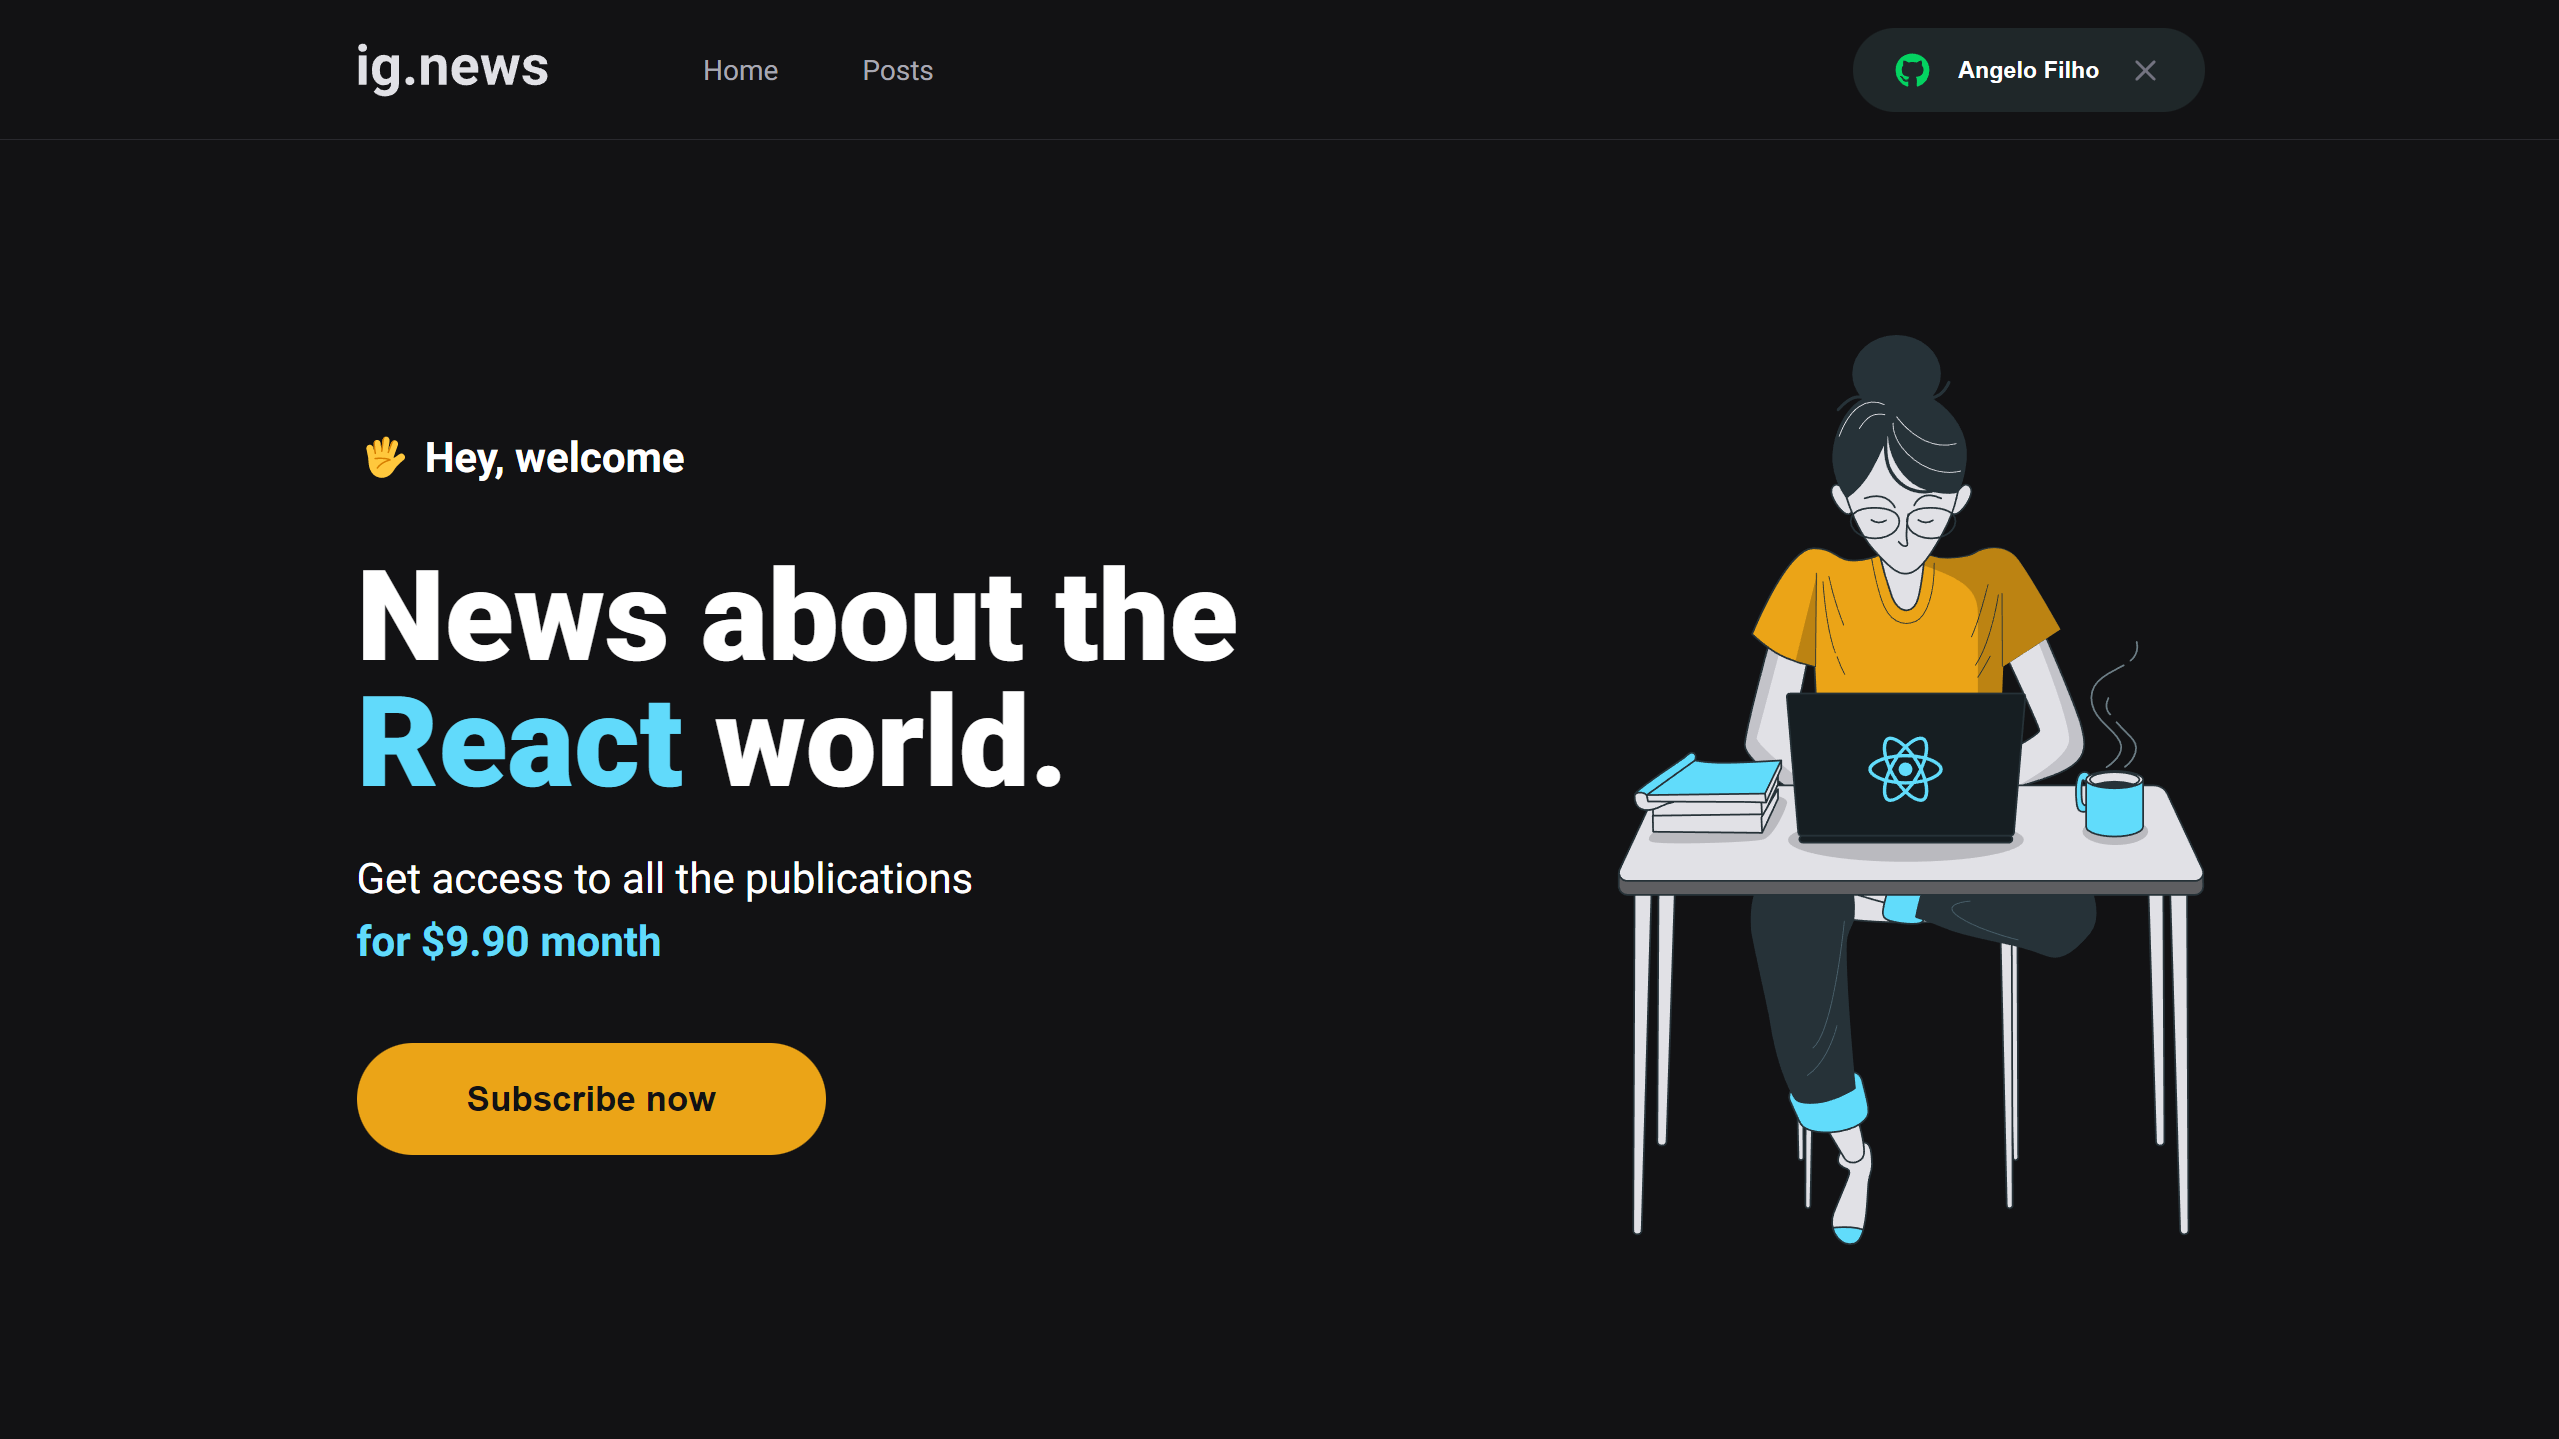 ig.news
Home
Posts
Angelo Filho
👋 Hey, welcome
News about the
React world.
Get access to all the publications
for $9.90 month
Subscribe now